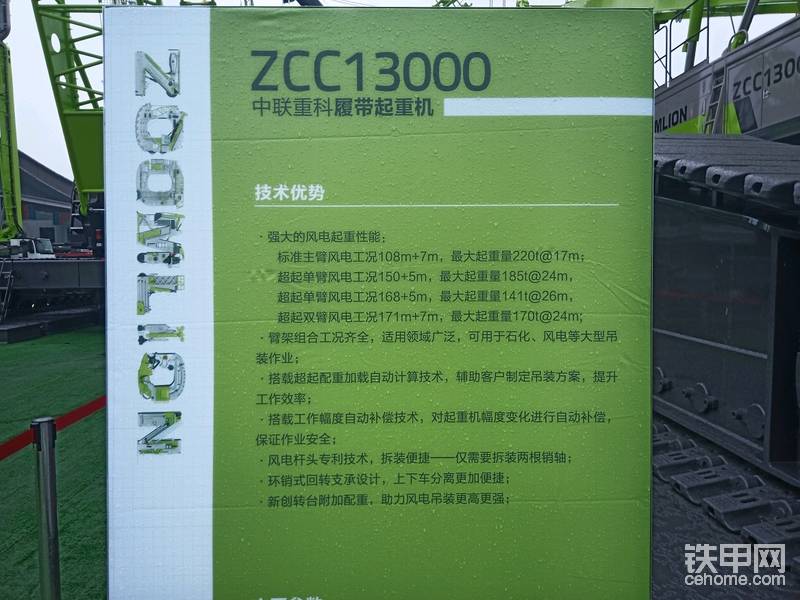 ZOOMLION
ZCC13000
中联重科履带起重机
技术优势
·强大的风电起重性能；
标准主臂风电工况108m+7m，最大起重量220t@17m；
超起单臂风电工况150+5m，最大起重量185t@24m，
超起单臂风电工况168+5m，最大起重量141t@26m，
超起双臂风电工况171m+7m，最大起重量170t@24m；
·臂架组合工况齐全，适用领域广泛，可用于石化、风电等大型吊
装作业；
·搭载超起配重加载自动计算技术，辅助客户制定吊装方案，提升
工作效率；
·搭载工作幅度自动补偿技术，对起重机幅度变化进行自动补偿，
保证作业安全；
·风电杆头专利技术，拆装便捷——仅需要拆装两根销轴；
·环销式回转支承设计，上下车分离更加便捷；
·新创转台附加配重，助力风电吊装更高更强；
MLION
ZCC1300
铁甲网
cehome.com